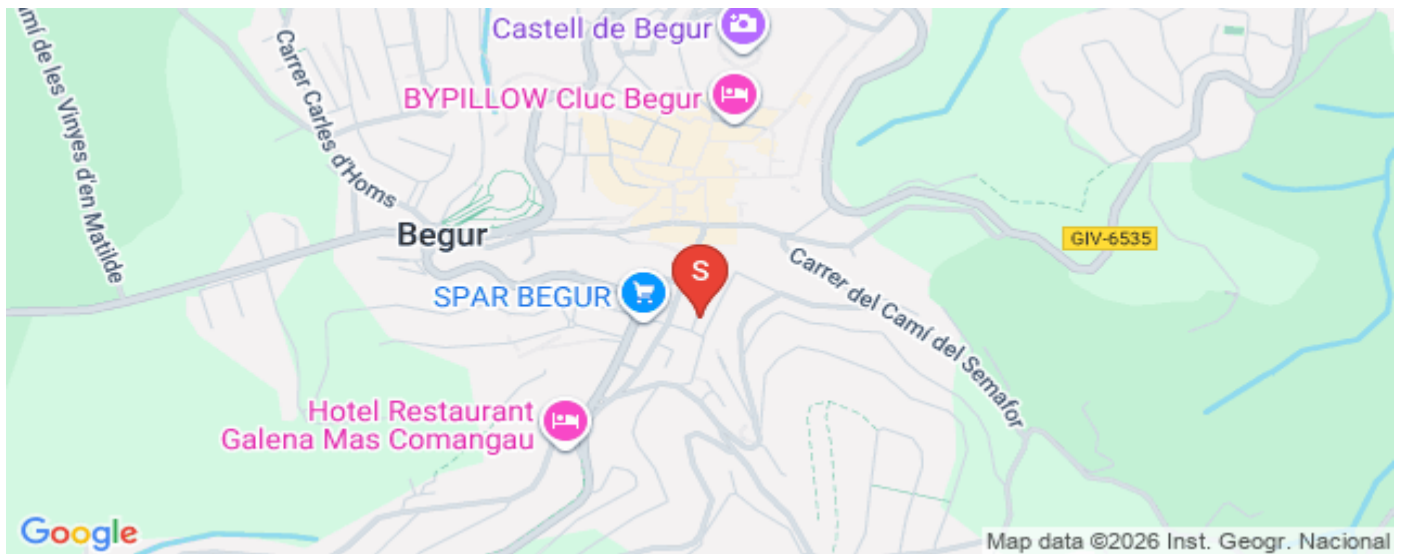 Castell de Begur
BYPILLOW Cluc Begur
Carrer Carles d'Homs
mí de les Vinyes d'en Matilde
Begur
GIV-6535
S
SPAR BEGUR
Carrer del Camí del Semafor
Hotel Restaurant
Galena Mas Comangau
Google
Map data ©2026 Inst. Geogr. Nacional